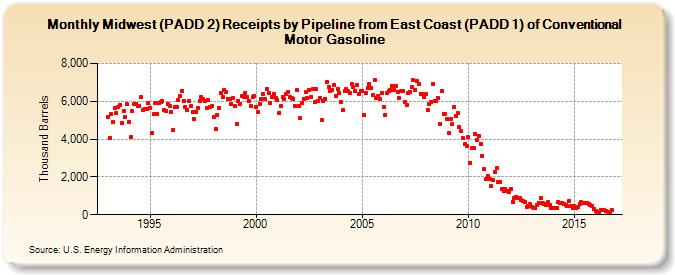 Monthly Midwest (PADD 2) Receipts by Pipeline from East Coast (PADD 1) of Conventional
Motor Gasoline
Thousand Barrels
8,000
6,000
4,000
2,000
0
1995
2000
2005
2010
2015
Source: U.S. Energy Information Administration